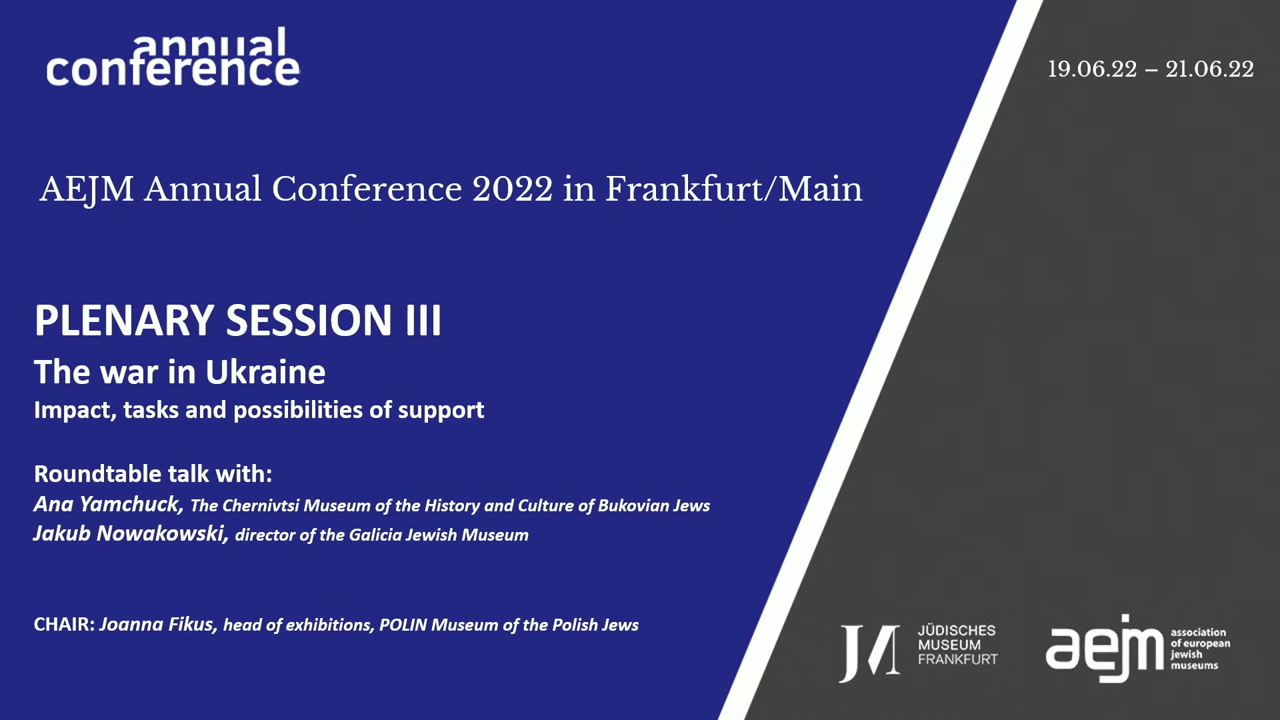 annual
conference
19.06.22 – 21.06.22
AEJM Annual Conference 2022 in Frankfurt/Main
PLENARY SESSION III
The war in Ukraine
Impact, tasks and possibilities of support
Roundtable talk with:
Ana Yamchuck, The Chernivtsi Museum of the History and Culture of Bukovian Jews
Jakub Nowakowski, director of the Galicia Jewish Museum
CHAIR: Joanna Fikus, head of exhibitions, POLIN Museum of the Polish Jews
JM
JÜDISCHES
MUSEUM
FRANKFURT
aejm
association
of european
jewish
museums